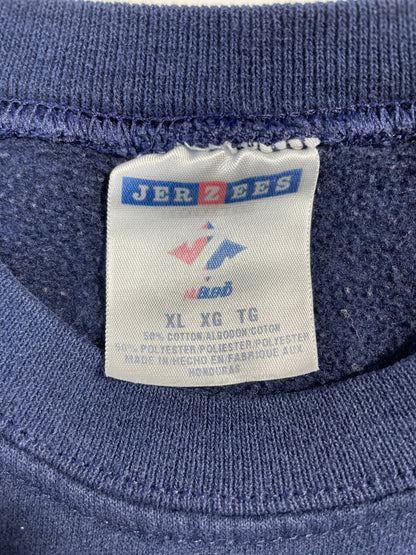 JERZEES
NUBLEND
XL XG TG
50% COTTON/ALGODON/COTON
50% POLYESTER/POLIESTER/POLYESTER
MADE IN/HECHO EN/FABRIQUE AUX
HONDURAS